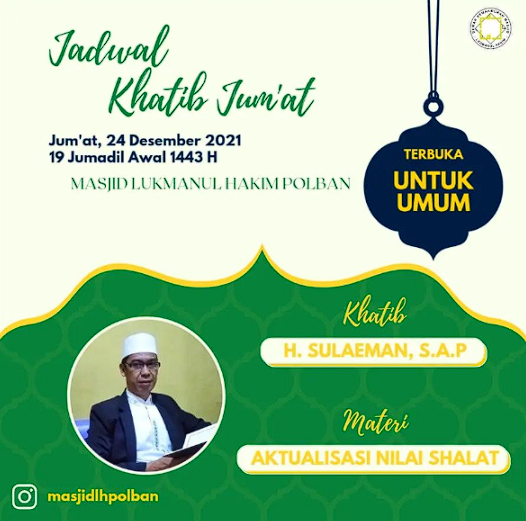 Jadwal
Khatib Jum'at
Jum'at, 24 Desember 2021
19 Jumadil Awal 1443 H
MASJID LUKMANUL HAKIM POLBAN
TERBUKA
UNTUK
UMUM
Khatib
H. SULAEMAN, S.A.P
Materi
AKTUALISASI NILAI SHALAT
masjidlhpolban